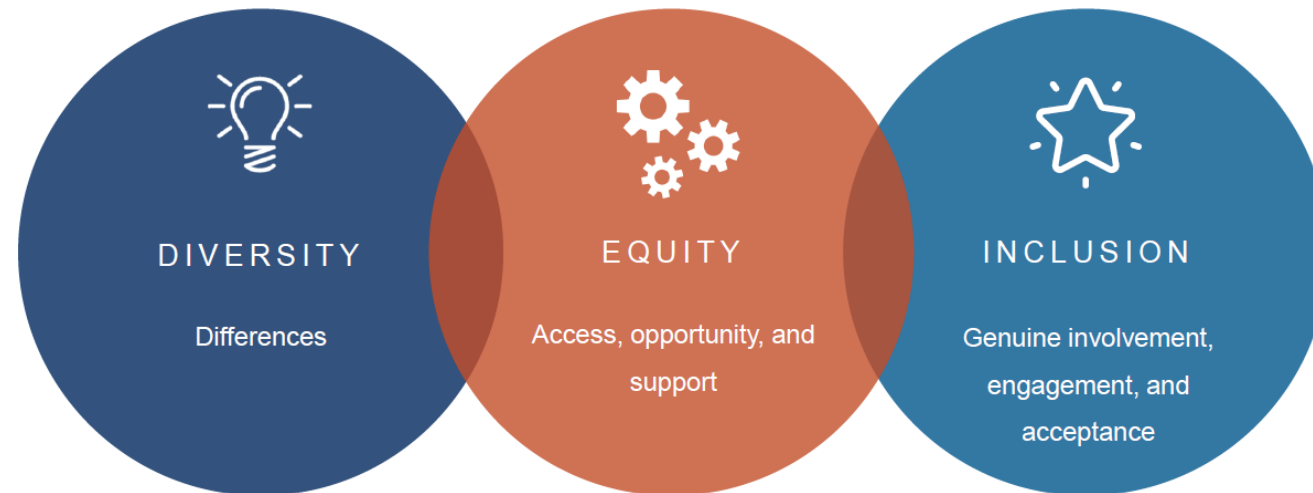 DIVERSITY
Differences
EQUITY
Access, opportunity, and
support
INCLUSION
Genuine involvement,
engagement, and
acceptance